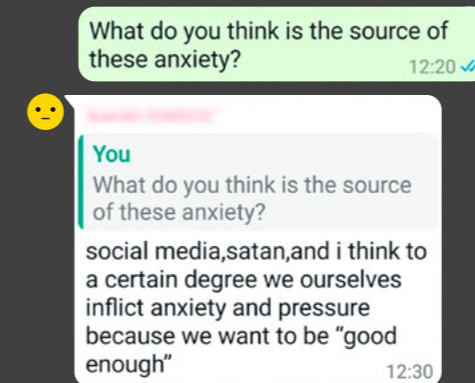 What do you think is the source of
these anxiety?
12:20
You
What do you think is the source
of these anxiety?
social media,satan,and i think to
a certain degree we ourselves
inflict anxiety and pressure
because we want to be “good
enough”
12:30